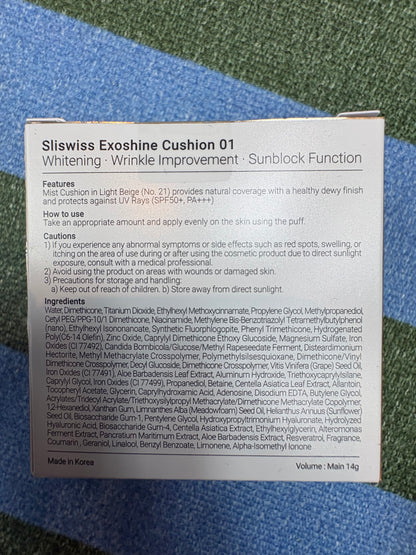 Sliswiss Exoshine Cushion 01
Whitening · Wrinkle Improvement · Sunblock Function
Features
Mist Cushion in Light Beige (No. 21) provides natural coverage with a healthy dewy finish
and protects against UV Rays (SPF50+, PA+++)
How to use
Take an appropriate amount and apply evenly on the skin using the puff.
Cautions
1) If you experience any abnormal symptoms or side effects such as red spots, swelling, or
itching on the area of use during or after using the cosmetic product due to direct sunlight
exposure, consult with a medical professional.
2) Avoid using the product on areas with wounds or damaged skin.
3) Precautions for storage and handling:
a) Keep out of reach of children. b) Store away from direct sunlight.
Ingredients
Water, Dimethicone, Titanium Dioxide, Ethylhexyl Methoxycinnamate, Propylene Glycol, Methylpropanediol,
Cetyl PEG/PPG-10/1 Dimethicone, Niacinamide, Methylene Bis-Benzotriazolyl Tetramethylbutylphenol
(nano), Ethylhexyl Isononanoate, Synthetic Fluorphlogopite, Phenyl Trimethicone, Hydrogenated
Poly(C6-14 Olefin), Zinc Oxide, Caprylyl Dimethicone Ethoxy Glucoside, Magnesium Sulfate, Iron
Oxides (CI 77492), Candida Bombicola/Glucose/Methyl Rapeseedate Ferment, Disteardimonium
Hectorite, Methyl Methacrylate Crosspolymer, Polymethylsilsesquioxane, Dimethicone/Vinyl
Dimethicone Crosspolymer, Decyl Glucoside, Dimethicone Crosspolymer, Vitis Vinifera (Grape) Seed Oil,
Iron Oxides (CI 77491), Aloe Barbadensis Leaf Extract, Aluminum Hydroxide, Triethoxycaprylylsilane,
Caprylyl Glycol, Iron Oxides (CI 77499), Propanediol, Betaine, Centella Asiatica Leaf Extract, Allantoin,
Tocopheryl Acetate, Glycerin, Caprylhydroxamic Acid, Adenosine, Disodium EDTA, Butylene Glycol,
Acrylates/Tridecyl Acrylate/Triethoxysilylpropyl Methacrylate/Dimethicone Methacrylate Copolymer,
1,2-Hexanediol, Xanthan Gum, Limnanthes Alba (Meadowfoam) Seed Oil, Helianthus Annuus (Sunflower)
Seed Oil, Biosaccharide Gum-1, Pentylene Glycol, Hydroxypropyltrimonium Hyaluronate, Hydrolyzed
Hyaluronic Acid, Biosaccharide Gum-4, Centella Asiatica Extract, Ethylhexylglycerin, Alteromonas
Ferment Extract, Pancratium Maritimum Extract, Aloe Barbadensis Extract, Resveratrol, Fragrance,
Coumarin , Geraniol, Linalool, Benzyl Benzoate, Limonene, Alpha-Isomethyl Ionone
Made in Korea
Volume : Main 14g